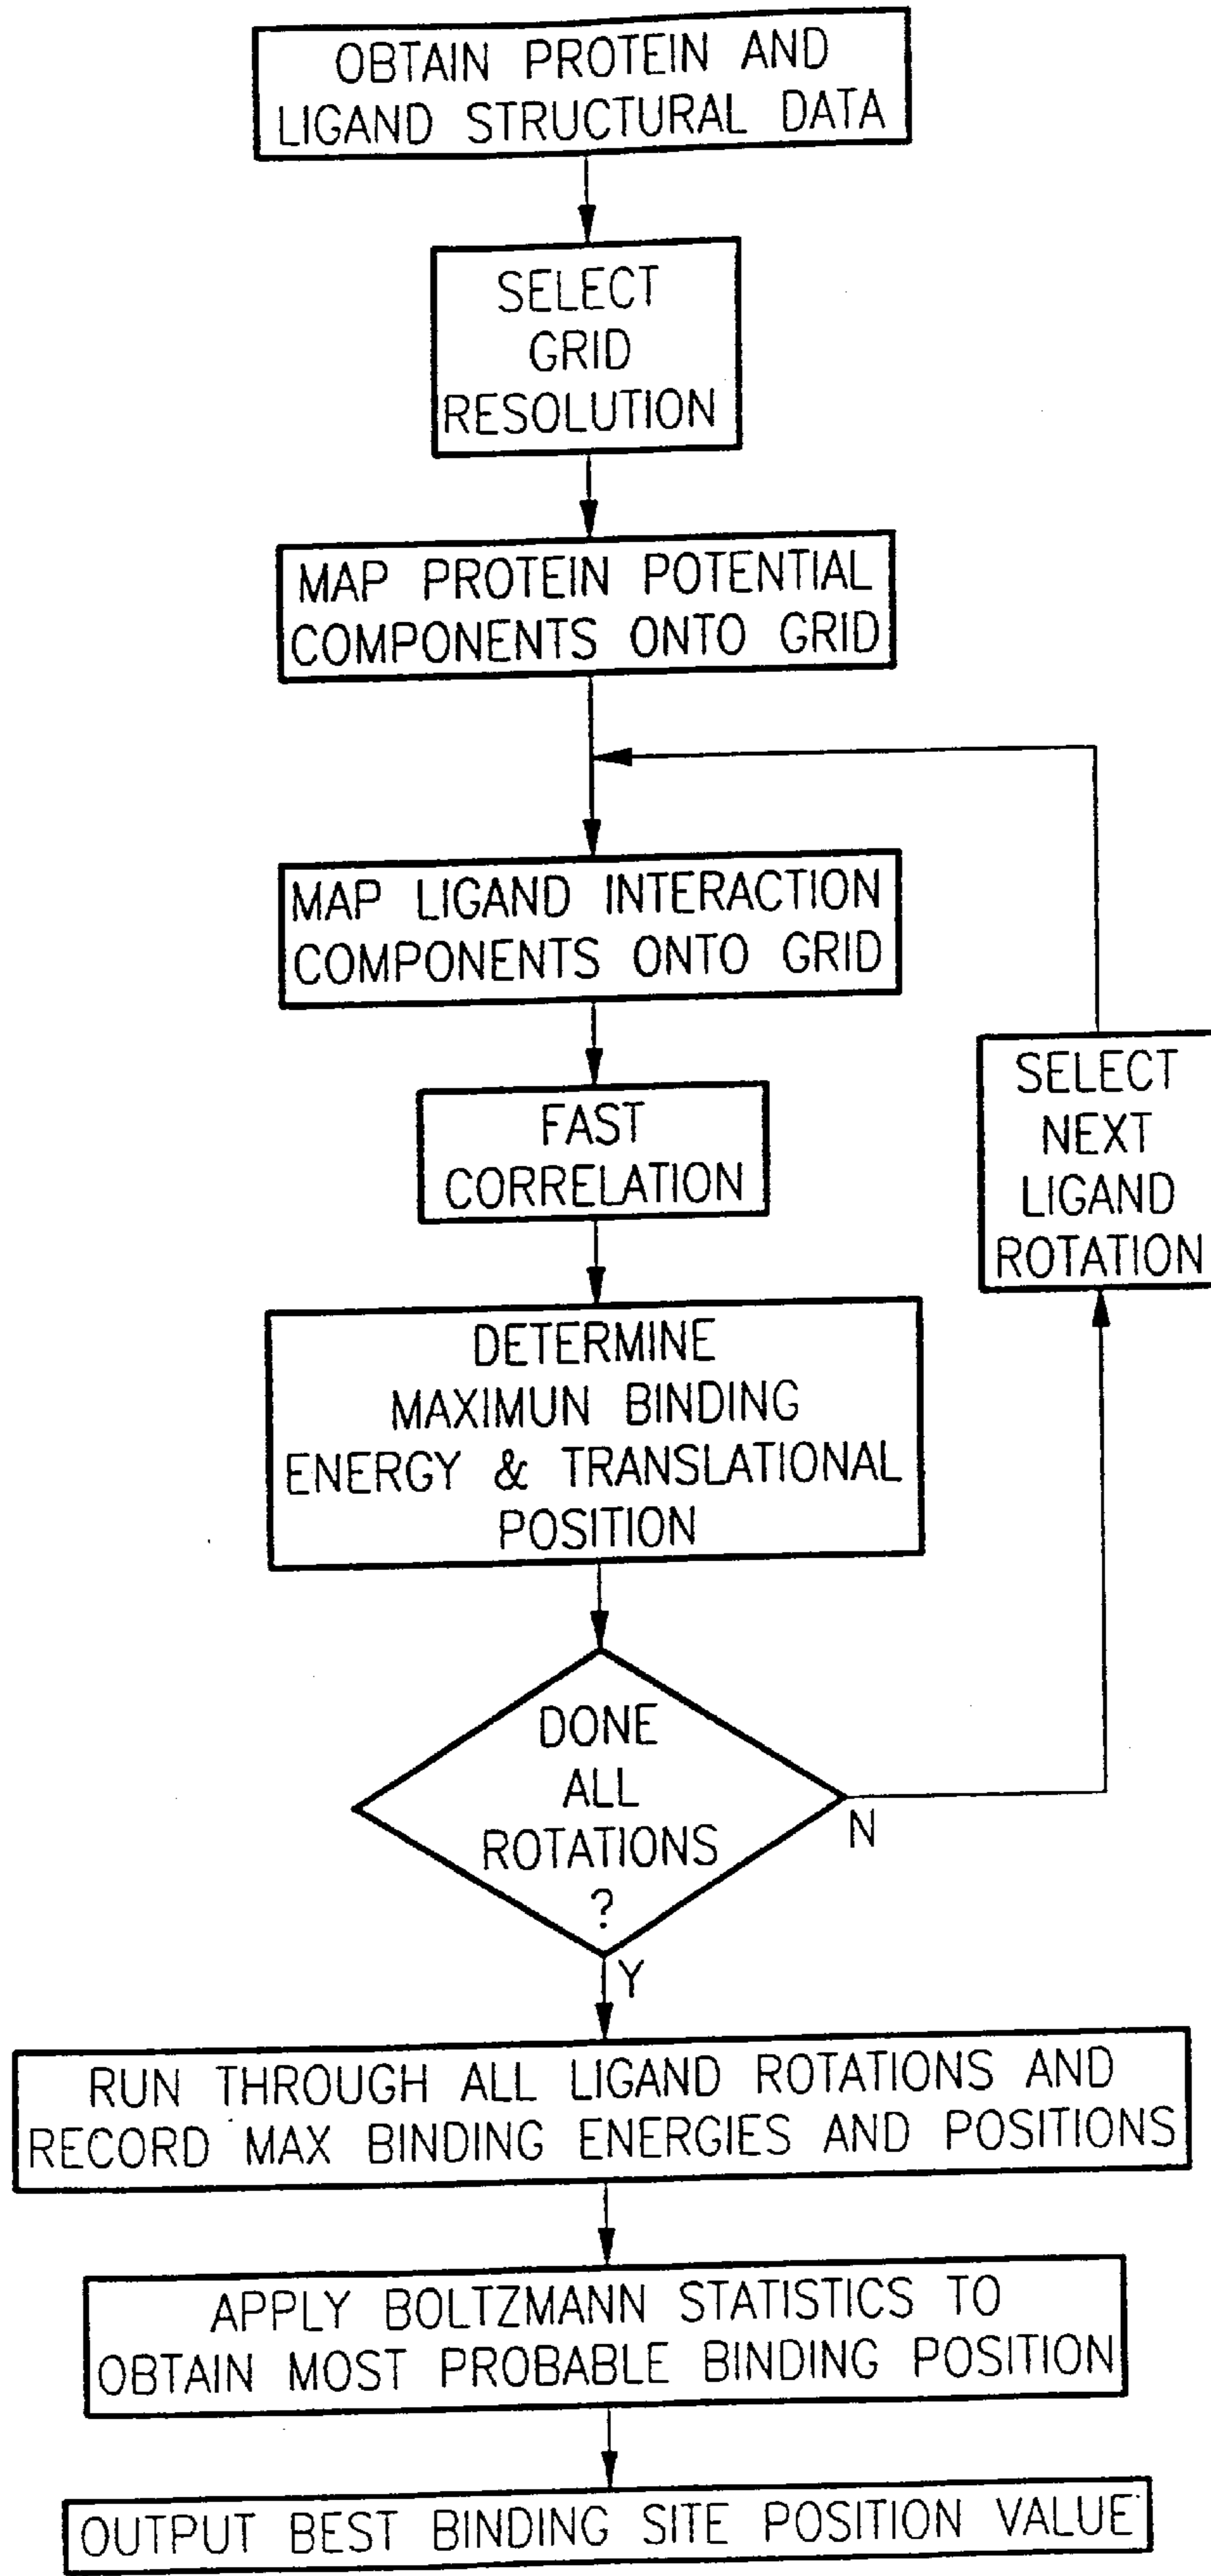 OBTAIN PROTEIN AND
LIGAND STRUCTURAL DATA
SELECT
GRID
RESOLUTION
MAP PROTEIN POTENTIAL
COMPONENTS ONTO GRID
MAP LIGAND INTERACTION
COMPONENTS ONTO GRID
FAST
CORRELATION
SELECT
NEXT
LIGAND
ROTATION
DETERMINE
MAXIMUN BINDING
ENERGY & TRANSLATIONAL
POSITION
DONE
ALL
ROTATIONS
?
N
Y
RUN THROUGH ALL LIGAND ROTATIONS AND
RECORD MAX BINDING ENERGIES AND POSITIONS
APPLY BOLTZMANN STATISTICS TO
OBTAIN MOST PROBABLE BINDING POSITION
OUTPUT BEST BINDING SITE POSITION VALUE